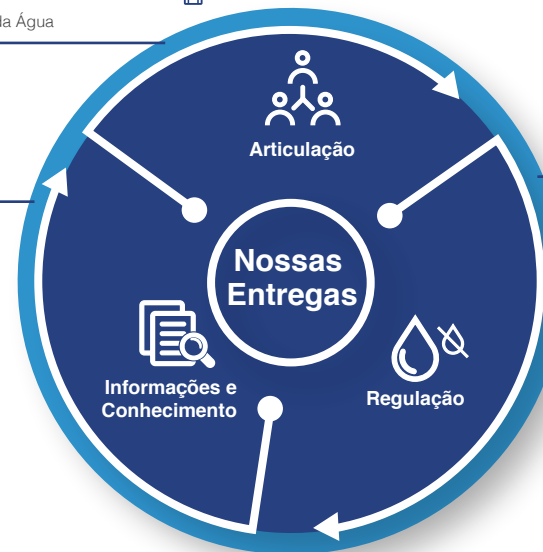 da Água
Articulação
Nossas
Entregas
Informações e
Conhecimento
Regulação